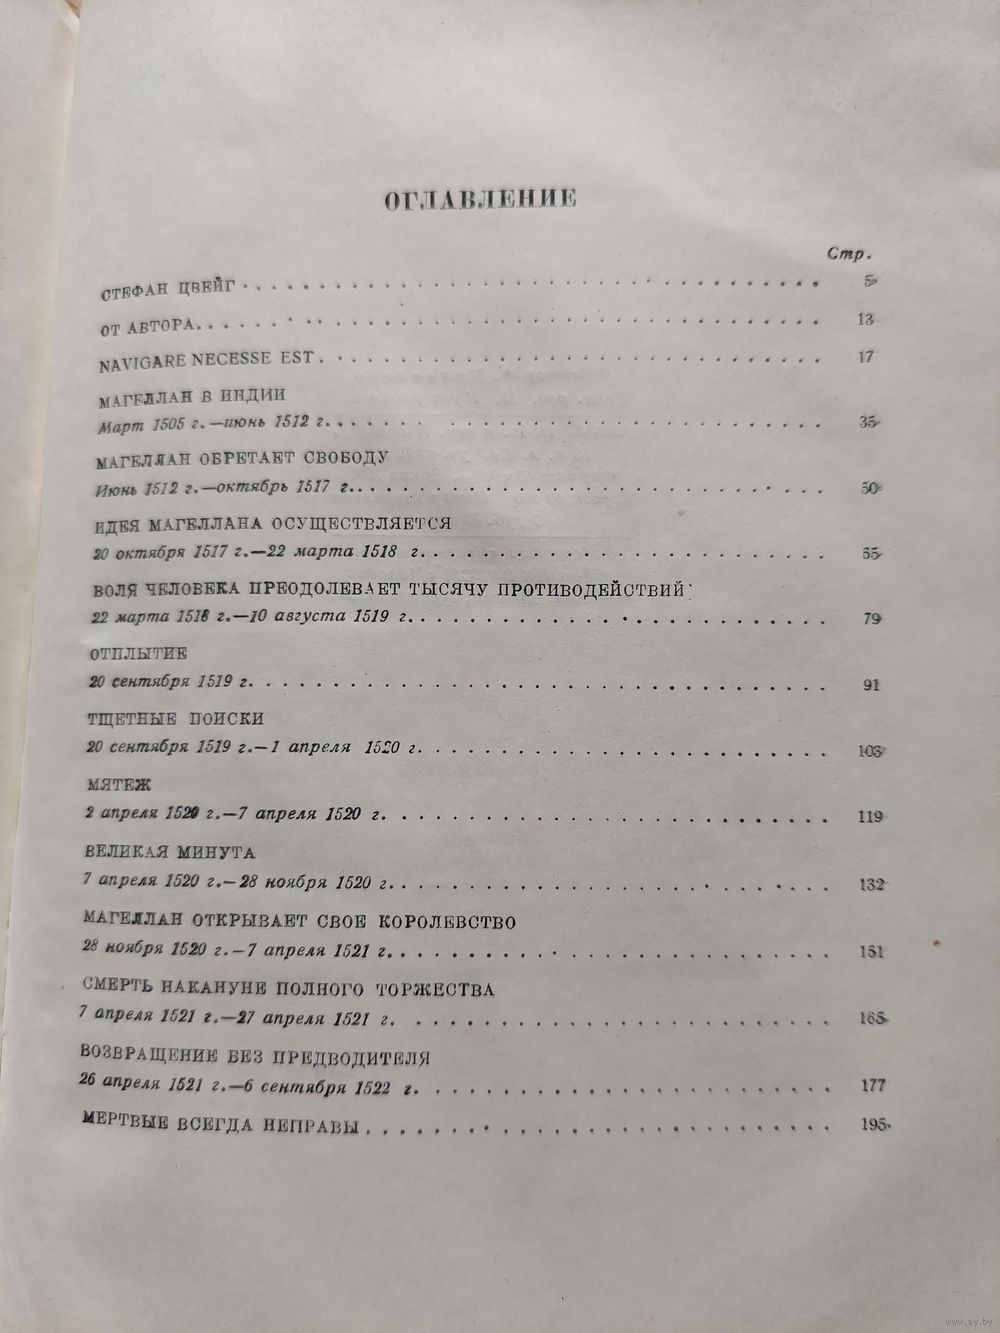 ОГЛАВЛЕНИЕ
Стр.
СТЕФАН ЦВЕЙГ . . . . . . . . . . . . . . . . . . . . . . . . . . . . 5
ОТ АВТОРА. . . . . . . . . . . . . . . . . . . . . . . . . . . . . . 13
NAVIGARE NECESSE EST . . . . . . . . . . . . . . . . . . . . . . . . 17
МАГЕЛЛАН В ИНДИИ
Март 1505 г.—июнь 1512 г. . . . . . . . . . . . . . . . . . . . . . . 35
МАГЕЛЛАН ОБРЕТАЕТ СВОБОДУ
Июнь 1512 г.—октябрь 1517 г. . . . . . . . . . . . . . . . . . . . . . 50
ИДЕЯ МАГЕЛЛАНА ОСУЩЕСТВЛЯЕТСЯ
20 октября 1517 г.—22 марта 1518 г. . . . . . . . . . . . . . . . . . . 65
ВОЛЯ ЧЕЛОВЕКА ПРЕОДОЛЕВАЕТ ТЫСЯЧУ ПРОТИВОДЕЙСТВИЙ
22 марта 1518 г.—10 августа 1519 г. . . . . . . . . . . . . . . . . . . 79
ОТПЛЫТИЕ
20 сентября 1519 г. . . . . . . . . . . . . . . . . . . . . . . . . . 91
ТЩЕТНЫЕ ПОИСКИ
20 сентября 1519 г.—1 апреля 1520 г. . . . . . . . . . . . . . . . . . 103
МЯТЕЖ
2 апреля 1520 г.—7 апреля 1520 г. . . . . . . . . . . . . . . . . . . . 119
ВЕЛИКАЯ МИНУТА
7 апреля 1520 г.—28 ноября 1520 г. . . . . . . . . . . . . . . . . . . 132
МАГЕЛЛАН ОТКРЫВАЕТ СВОЕ КОРОЛЕВСТВО
28 ноября 1520 г.—7 апреля 1521 г. . . . . . . . . . . . . . . . . . . 151
СМЕРТЬ НАКАНУНЕ ПОЛНОГО ТОРЖЕСТВА
7 апреля 1521 г.—27 апреля 1521 г. . . . . . . . . . . . . . . . . . . 165
ВОЗВРАЩЕНИЕ БЕЗ ПРЕДВОДИТЕЛЯ
26 апреля 1521 г.—6 сентября 1522 г. . . . . . . . . . . . . . . . . . 177
МЕРТВЫЕ ВСЕГДА НЕПРАВЫ . . . . . . . . . . . . . . . . . . . . . . . 195
www.ay.by